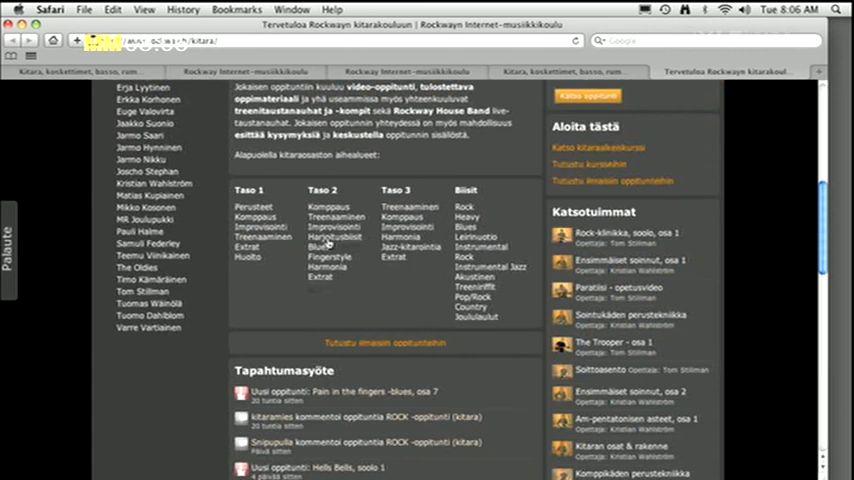 Safari File Edit View History Bookmarks Window Help
Tue 8:06 AM
Tervetuloa Rockwayn kitarakouluun | Rockwayn Internet-musiikkikoulu
Google
Kitara, koskettimet, basso, rum...
Rockway Internet-musiikkikoulu
Rockway Internet-musiikkikoulu
Kitara, koskettimet, basso, rum...
Tervetuloa Rockwayn kitarakoul...
Palaute
Erja Lyytinen
Erkka Korhonen
Euge Valovirta
Jaakko Suonio
Jarmo Saari
Jarmo Hynninen
Jarmo Nikku
Joscho Stephan
Kristian Wahlström
Matias Kupiainen
Mikko Kosonen
MR Joulupukki
Pauli Halme
Samuli Federley
Teemu Viinikainen
The Oldies
Timo Kämäräinen
Tom Stillman
Tuomas Wäinölä
Tuomo Dahlblom
Varre Vartiainen
Jokaisen oppituntiin kuuluu video-oppitunti, tulostettava
oppimateriaali ja yhä useammissa myös yhteenkuuluvat
treenitaustanauhat ja -kompit sekä Rockway House Band live-
taustanauhat. Jokaisen oppitunnin yhteydessä on myös mahdollisuus
esittää kysymyksiä ja keskustella oppitunnin sisällöstä.
Alapuolella kitaraosaston aihealueet:
Taso 1
Perusteet
Komppaus
Improvisointi
Treenaaminen
Extrat
Huolto
Taso 2
Komppaus
Treenaaminen
Improvisointi
Harjoitusbiisit
Blues
Fingerstyle
Harmonia
Extrat
Taso 3
Treenaaminen
Komppaus
Improvisointi
Harmonia
Jazz-kitarointia
Extrat
Biisit
Rock
Heavy
Blues
Leirinuotio
Instrumental
Rock
Instrumental Jazz
Akustinen
Treeniriffit
Pop/Rock
Country
Joululaulut
Tutustu ilmaisiin oppitunteihin
Tapahtumasyöte
Uusi oppitunti: Pain in the fingers -blues, osa 7
20 tuntia sitten
kitaramies kommentoi oppituntia ROCK -oppitunti (kitara)
20 tuntia sitten
Snipupulla kommentoi oppituntia ROCK -oppitunti (kitara)
Päivä sitten
Uusi oppitunti: Hells Bells, soolo 1
4 päivää sitten
Katso oppitunti
Aloita tästä
Katso kitaraalkeiskurssi
Tutustu kursseihin
Tutustu ilmaisiin oppitunteihin
Katsotuimmat
Rock-klinikka, soolo, osa 1
Opettaja: Tom Stillman
Ensimmäiset soinnut, osa 1
Opettaja: Kristian Wahlström
Paratiisi - opetusvideo
Opettaja: Tom Stillman
Sointukäden perustekniikka
Opettaja: Kristian Wahlström
The Trooper - osa 1
Opettaja: Tom Stillman
Soittoasento Opettaja: Tom Stillman
Ensimmäiset soinnut, osa 2
Opettaja: Kristian Wahlström
Am-pentatonisen asteet, osa 1
Opettaja: Kristian Wahlström
Kitaran osat & rakenne
Opettaja: Kristian Wahlström
Komppikäden perustekniikka